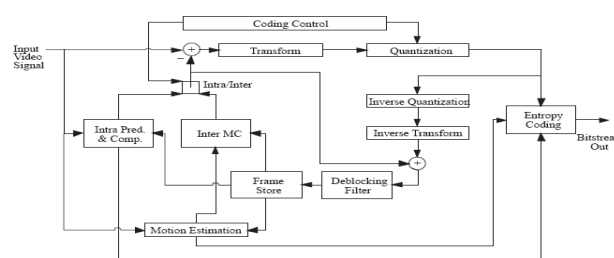 Coding Control
Input
Video
Signal
+
−
Transform
Quantization
Intra/Inter
Inverse Quantization
Intra Pred.
& Comp.
Inter MC
Inverse Transform
Entropy
Coding
Bitstream
Out
+
Frame
Store
Deblocking
Filter
Motion Estimation